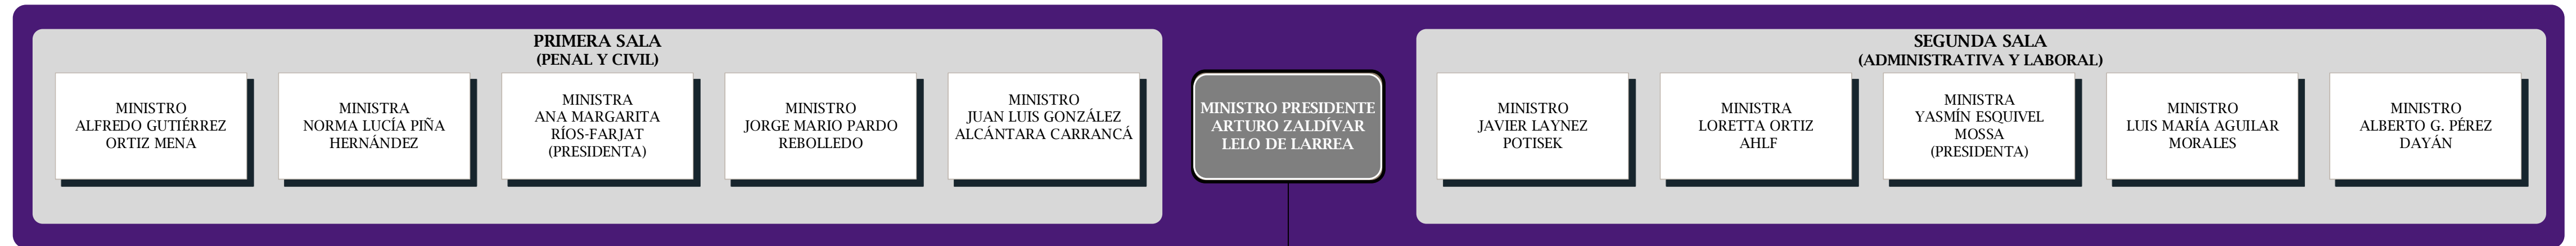 PRIMERA SALA
(PENAL Y CIVIL)
MINISTRO
ALFREDO GUTIÉRREZ
ORTIZ MENA
MINISTRA
NORMA LUCÍA PIÑA
HERNÁNDEZ
MINISTRA
ANA MARGARITA
RÍOS-FARJAT
(PRESIDENTA)
MINISTRO
JORGE MARIO PARDO
REBOLLEDO
MINISTRO
JUAN LUIS GONZÁLEZ
ALCÁNTARA CARRANCÁ
MINISTRO PRESIDENTE
ARTURO ZALDÍVAR
LELO DE LARREA
SEGUNDA SALA
(ADMINISTRATIVA Y LABORAL)
MINISTRO
JAVIER LAYNEZ
POTISEK
MINISTRA
LORETTA ORTIZ
AHLF
MINISTRA
YASMÍN ESQUIVEL
MOSSA
(PRESIDENTA)
MINISTRO
LUIS MARÍA AGUILAR
MORALES
MINISTRO
ALBERTO G. PÉREZ
DAYÁN